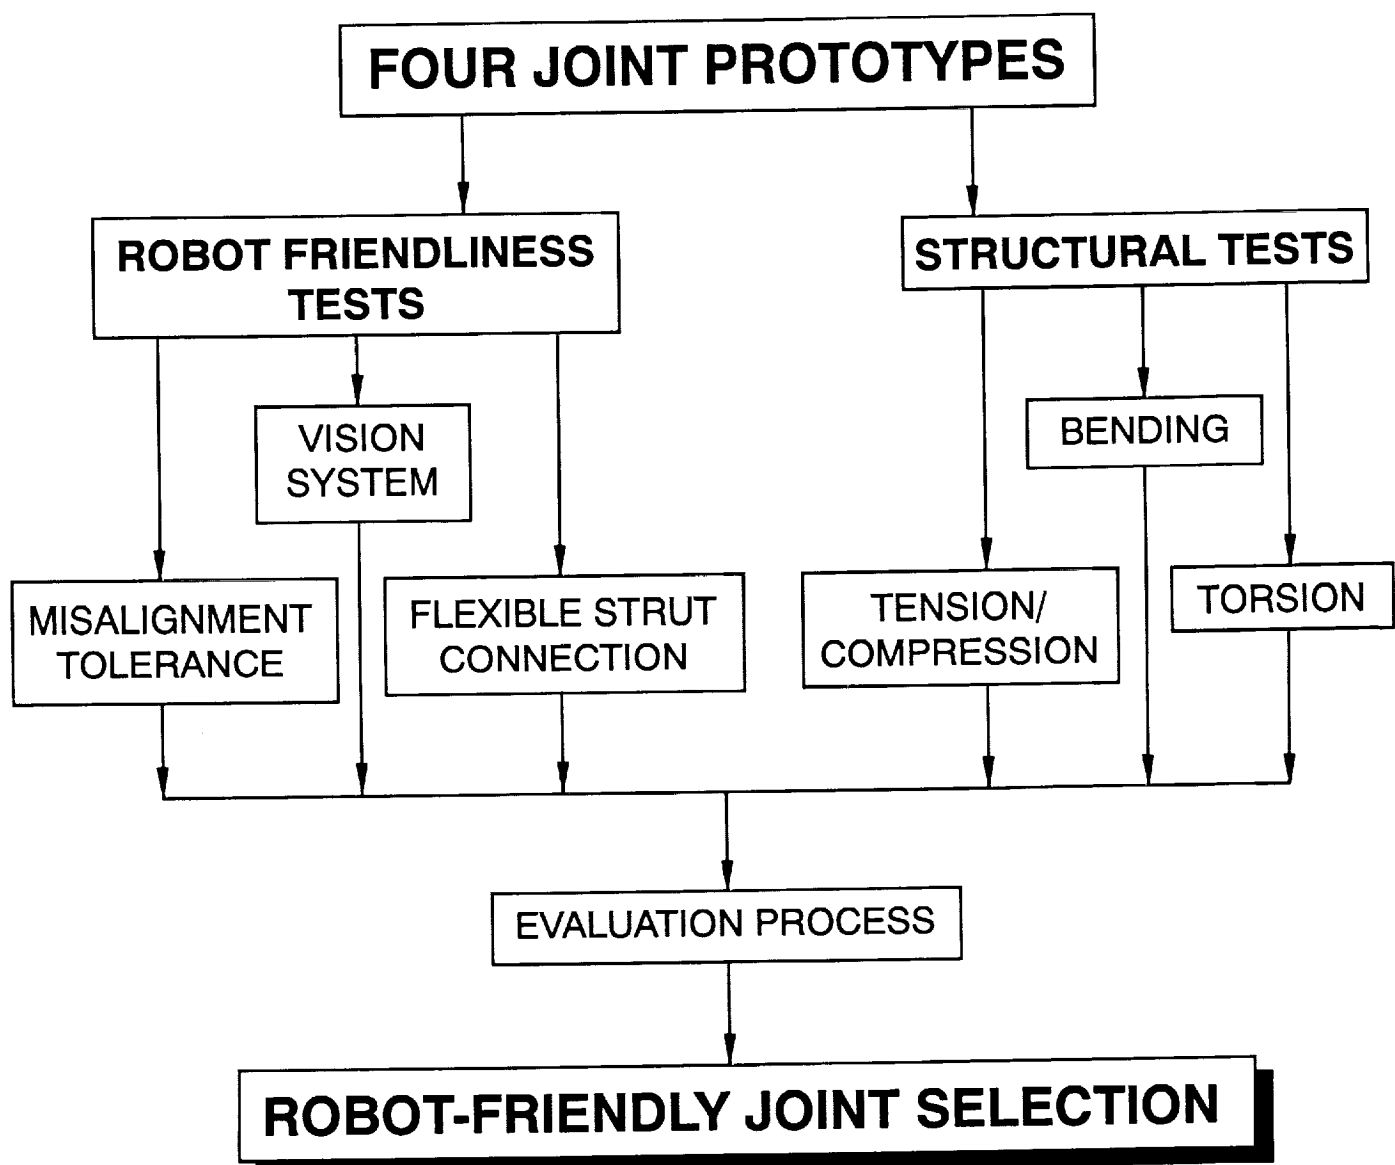 FOUR JOINT PROTOTYPES
ROBOT FRIENDLINESS
TESTS
STRUCTURAL TESTS
VISION
SYSTEM
BENDING
MISALIGNMENT
TOLERANCE
FLEXIBLE STRUT
CONNECTION
TENSION/
COMPRESSION
TORSION
EVALUATION PROCESS
ROBOT-FRIENDLY JOINT SELECTION